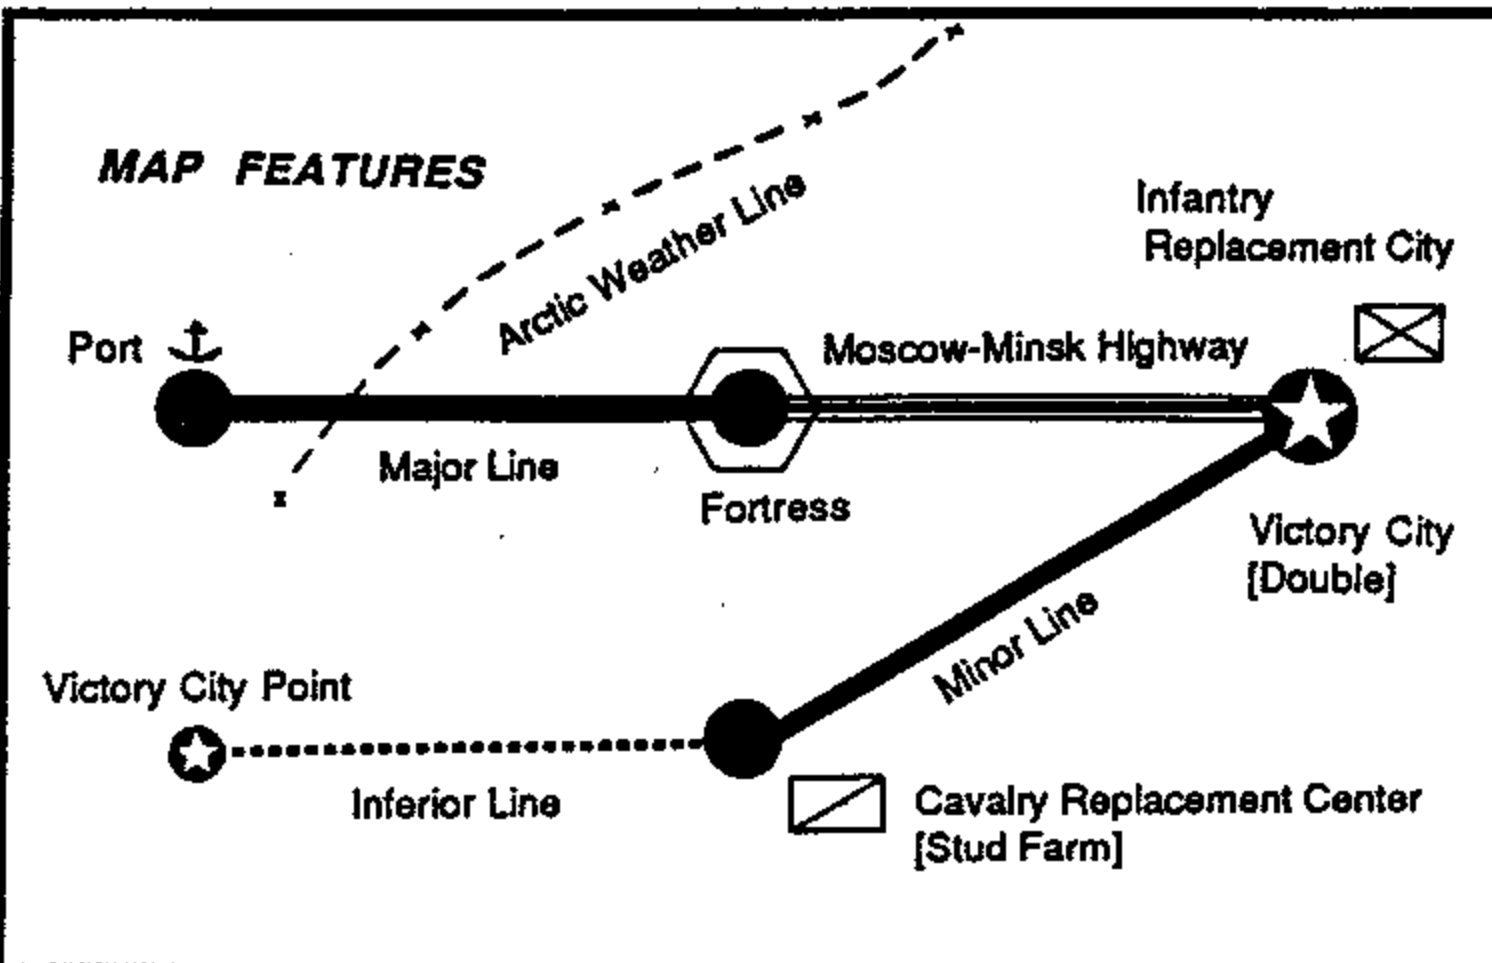 MAP FEATURES
Arctic Weather Line
Infantry
Replacement City
Port
Moscow-Minsk Highway
Major Line
Fortress
Victory City
[Double]
Minor Line
Victory City Point
Inferior Line
Cavalry Replacement Center
[Stud Farm]